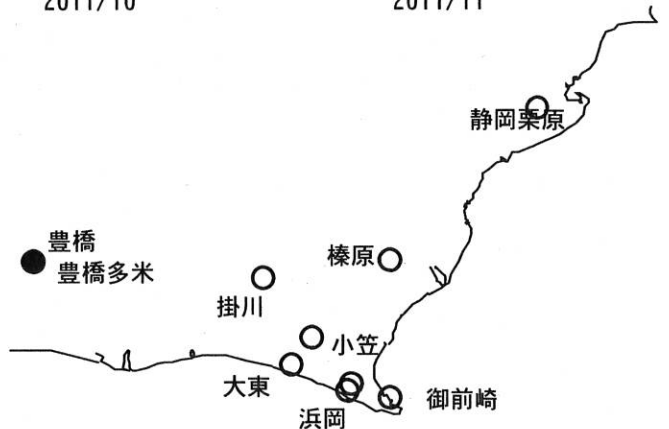 2011/10
2011/11
静岡栗原
豊橋
豊橋多米
榛原
掛川
小笠
大東
浜岡
御前崎